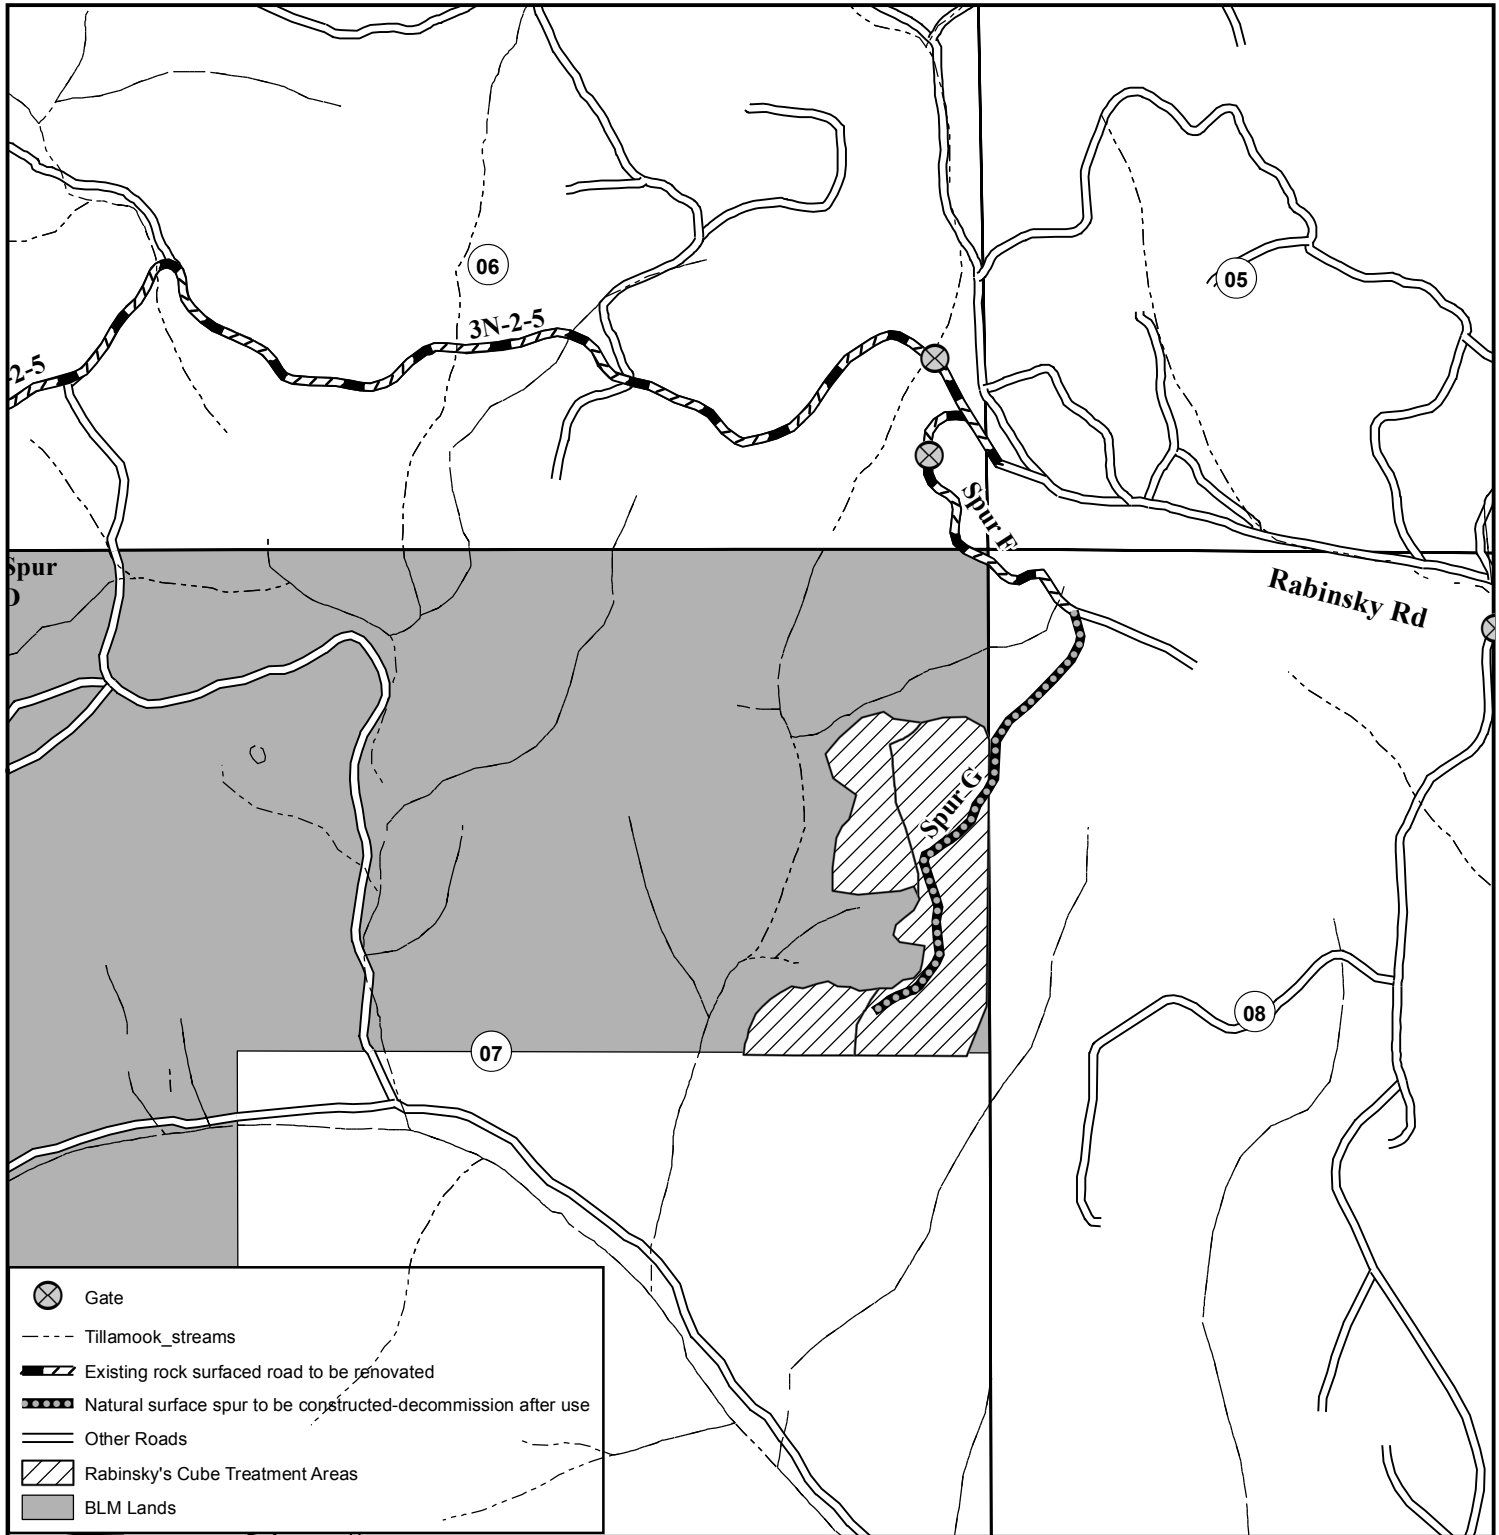 06
05
3N-2-5
-2-5
Spur F
Spur
D
Rabinsky Rd
Spur G
08
07
Gate
Tillamook_streams
Existing rock surfaced road to be renovated
Natural surface spur to be constructed-decommission after use
Other Roads
Rabinsky's Cube Treatment Areas
BLM Lands